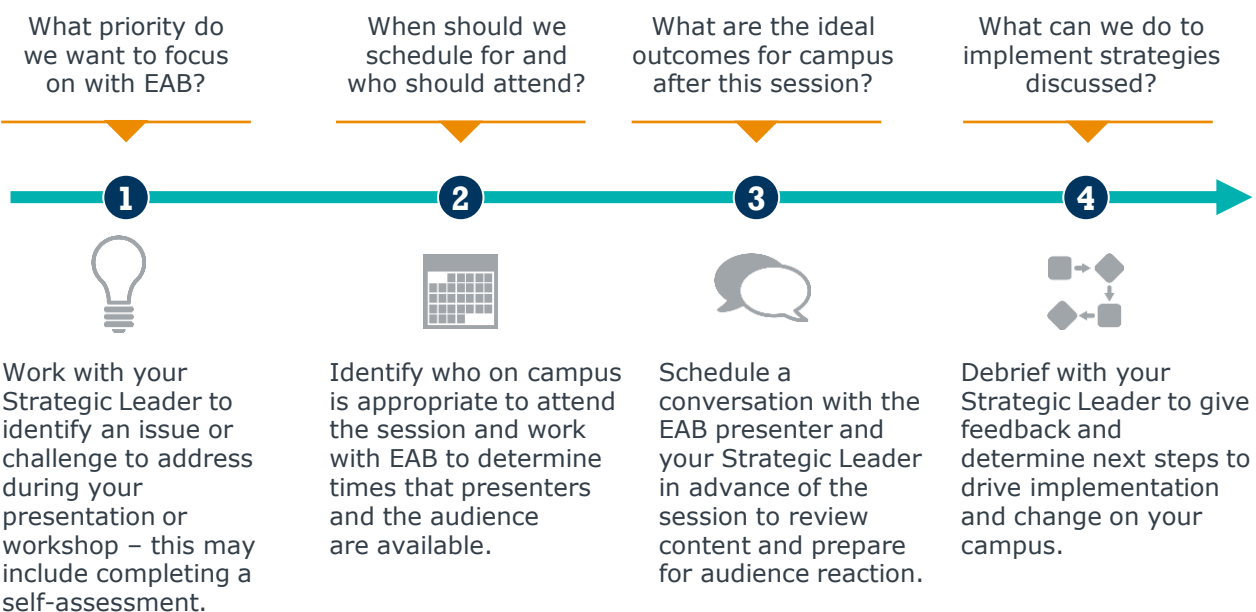 What priority do
we want to focus
on with EAB?
When should we
schedule for and
who should attend?
What are the ideal
outcomes for campus
after this session?
What can we do to
implement strategies
discussed?
1
2
3
4
Work with your
Strategic Leader to
identify an issue or
challenge to address
during your
presentation or
workshop – this may
include completing a
self-assessment.
Identify who on campus
is appropriate to attend
the session and work
with EAB to determine
times that presenters
and the audience
are available.
Schedule a
conversation with the
EAB presenter and
your Strategic Leader
in advance of the
session to review
content and prepare
for audience reaction.
Debrief with your
Strategic Leader to give
feedback and
determine next steps to
drive implementation
and change on your
campus.